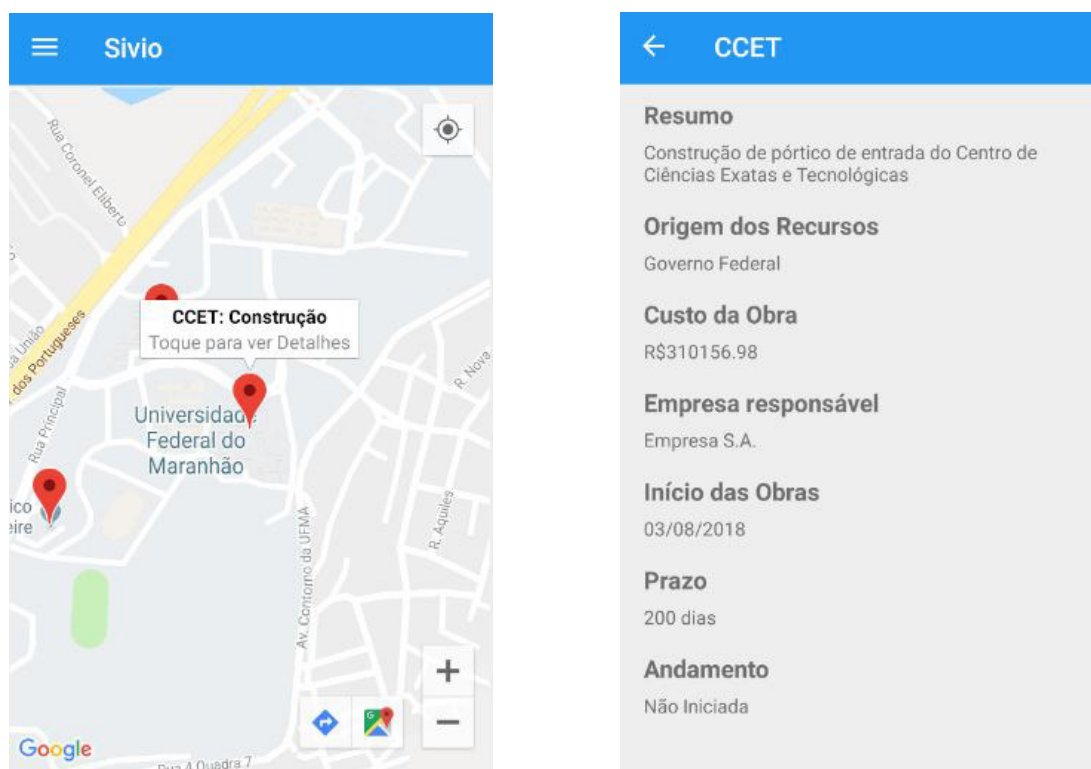 Sivio
Rua Coronel Eliberto
CCET: Construção
Toque para ver Detalhes
dos Portugueses
Rua Principal
R. Nova
Universidade
Federal do
Maranhão
ico
eire
R. Aquiles
Av. Contorno da UFMA
Google
Rua 4 Quadra 7
CCET
Resumo
Construção de pórtico de entrada do Centro de
Ciências Exatas e Tecnológicas
Origem dos Recursos
Governo Federal
Custo da Obra
R$310156.98
Empresa responsável
Empresa S.A.
Início das Obras
03/08/2018
Prazo
200 dias
Andamento
Não Iniciada